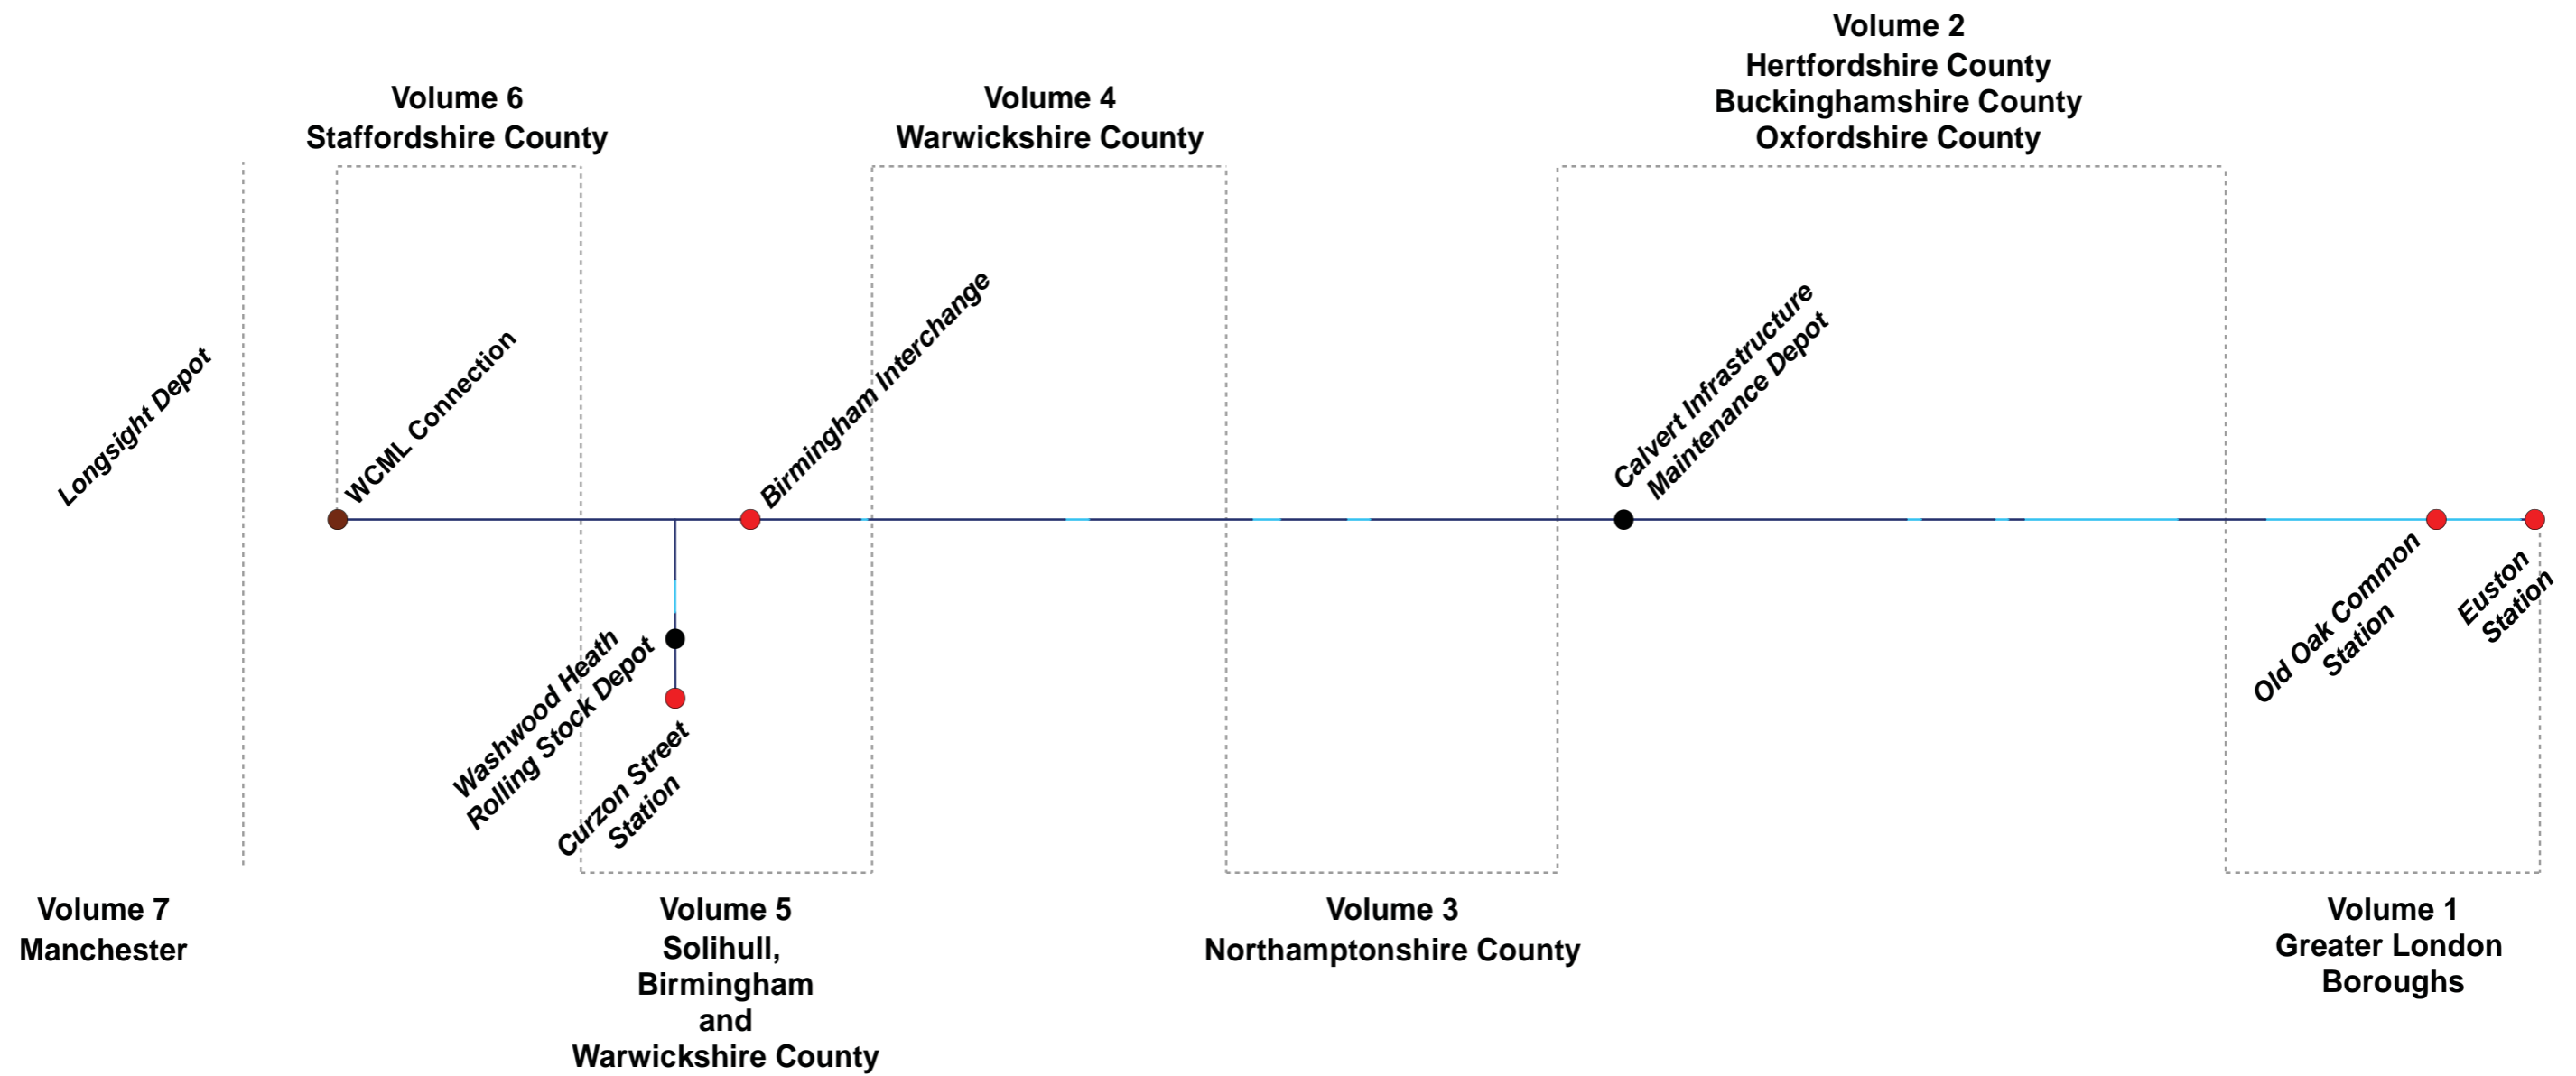 Volume 2
Hertfordshire County
Buckinghamshire County
Oxfordshire County
Volume 6
Staffordshire County
Volume 4
Warwickshire County
Longsight Depot
WCML Connection
Birmingham Interchange
Calvert Infrastructure
Maintenance Depot
Washwood Heath
Rolling Stock Depot
Curzon Street
Station
Old Oak Common
Station
Euston
Station
Volume 7
Manchester
Volume 5
Solihull,
Birmingham
and
Warwickshire County
Volume 3
Northamptonshire County
Volume 1
Greater London
Boroughs